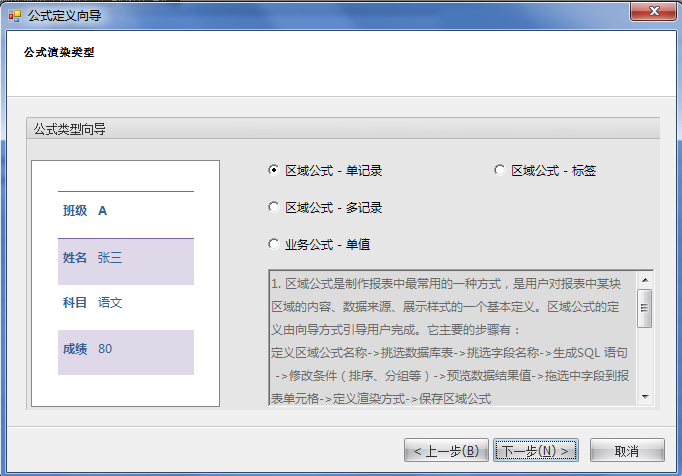 公式定义向导
公式渲染类型
公式类型向导
班级 A
姓名 张三
科目 语文
成绩 80
区域公式 - 单记录
区域公式 - 标签
区域公式 - 多记录
业务公式 - 单值
1. 区域公式是制作报表中最常用的一种方式，是用户对报表中某块
区域的内容、数据来源、展示样式的一个基本定义。区域公式的定
义由向导方式引导用户完成。它主要的步骤有：
定义区域公式名称->挑选数据库表->挑选字段名称->生成SQL 语句
->修改条件（排序、分组等）->预览数据结果值->拖选中字段到报
表单元格->定义渲染方式->保存区域公式
< 上一步(B)
下一步(N) >
取消